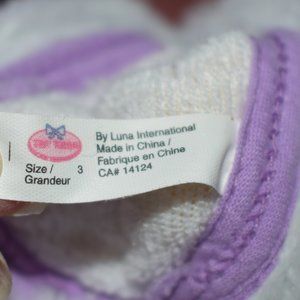 By Luna International
Made in China /
Fabrique en Chine
CA# 14124
Size / 3
Grandeur